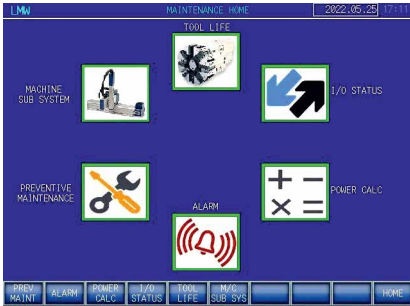 LMW MAINTENANCE HOME 2022.05.25 17:11
TOOL LIFE
MACHINE
SUB SYSTEM
I/O STATUS
PREVENTIVE
MAINTENANCE
ALARM
POWER CALC
PREV MAINT
ALARM
POWER CALC
I/O STATUS
TOOL LIFE
M/C SUB SYS
HOME